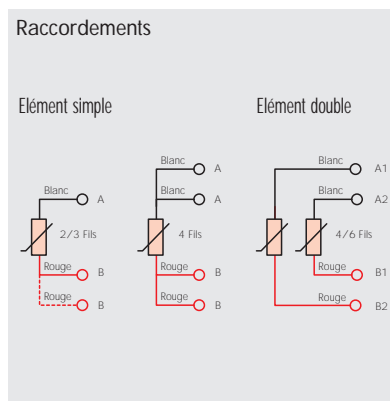 Raccordements
Elément simple
Elément double
Blanc
A
Blanc
A
2/3 Fils
Rouge
B
Rouge
B
Blanc
A
A
4 Fils
Rouge
B
Rouge
B
Blanc
A1
Blanc
A2
4/6 Fils
Rouge
B1
Rouge
B2